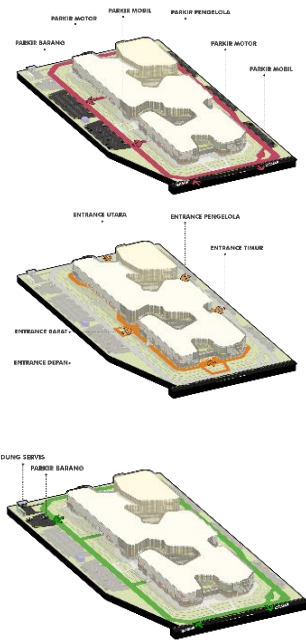 PARKIR MOBIL
PARKIR PENGELOLA
PARKIR MOTOR
PARKIR BARANG
PARKIR MOTOR
PARKIR MOBIL
ENTRANCE UTARA
ENTRANCE PENGELOLA
ENTRANCE TIMUR
ENTRANCE BARAT
ENTRANCE DEPAN
DUNG SERVIS
PARKIR BARANG